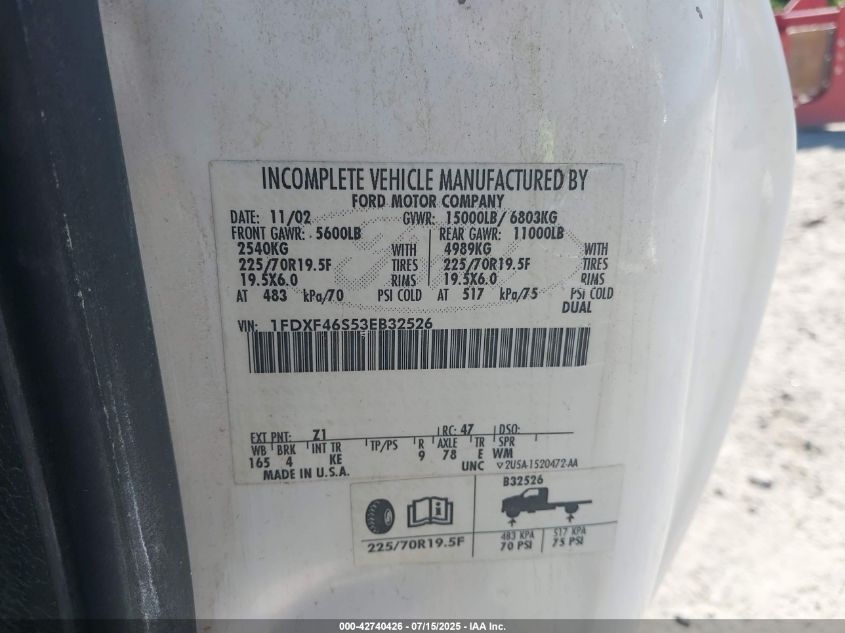 INCOMPLETE VEHICLE MANUFACTURED BY
FORD MOTOR COMPANY
DATE: 11/02 GVWR: 15000LB/ 6803KG
FRONT GAWR: 5600LB REAR GAWR: 11000LB
2540KG WITH 4989KG WITH
225/70R19.5F TIRES 225/70R19.5F TIRES
19.5X6.0 RIMS 19.5X6.0 RIMS
AT 483 kPa/70 PSI COLD AT 517 kPa/75 PSI COLD
DUAL
VIN: 1FDXF46S53EB32526
EXT PNT: Z1 RC: 47 DSO:
WB BRK INT TR TP/PS R AXLE TR SPR
165 4 KE 9 78 E WM
MADE IN U.S.A. UNC 2U5A-1520472-AA
B32526
225/70R19.5F
483 KPA 517 KPA
70 PSI 75 PSI
000-42740426 - 07/15/2025 - IAA Inc.